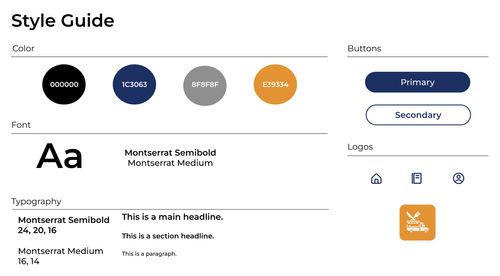 Style Guide
Color
000000
1C3063
8F8F8F
E39334
Font
Aa
Montserrat Semibold
Montserrat Medium
Typography
Montserrat Semibold
24, 20, 16
Montserrat Medium
16, 14
This is a main headline.
This is a section headline.
This is a paragraph.
Buttons
Primary
Secondary
Logos